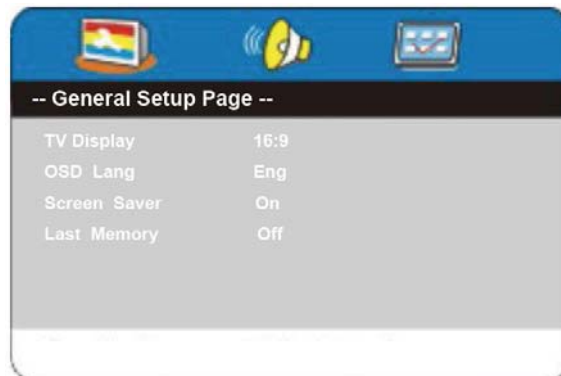 -- General Setup Page --
TV Display 16:9
OSD Lang Eng
Screen Saver On
Last Memory Off